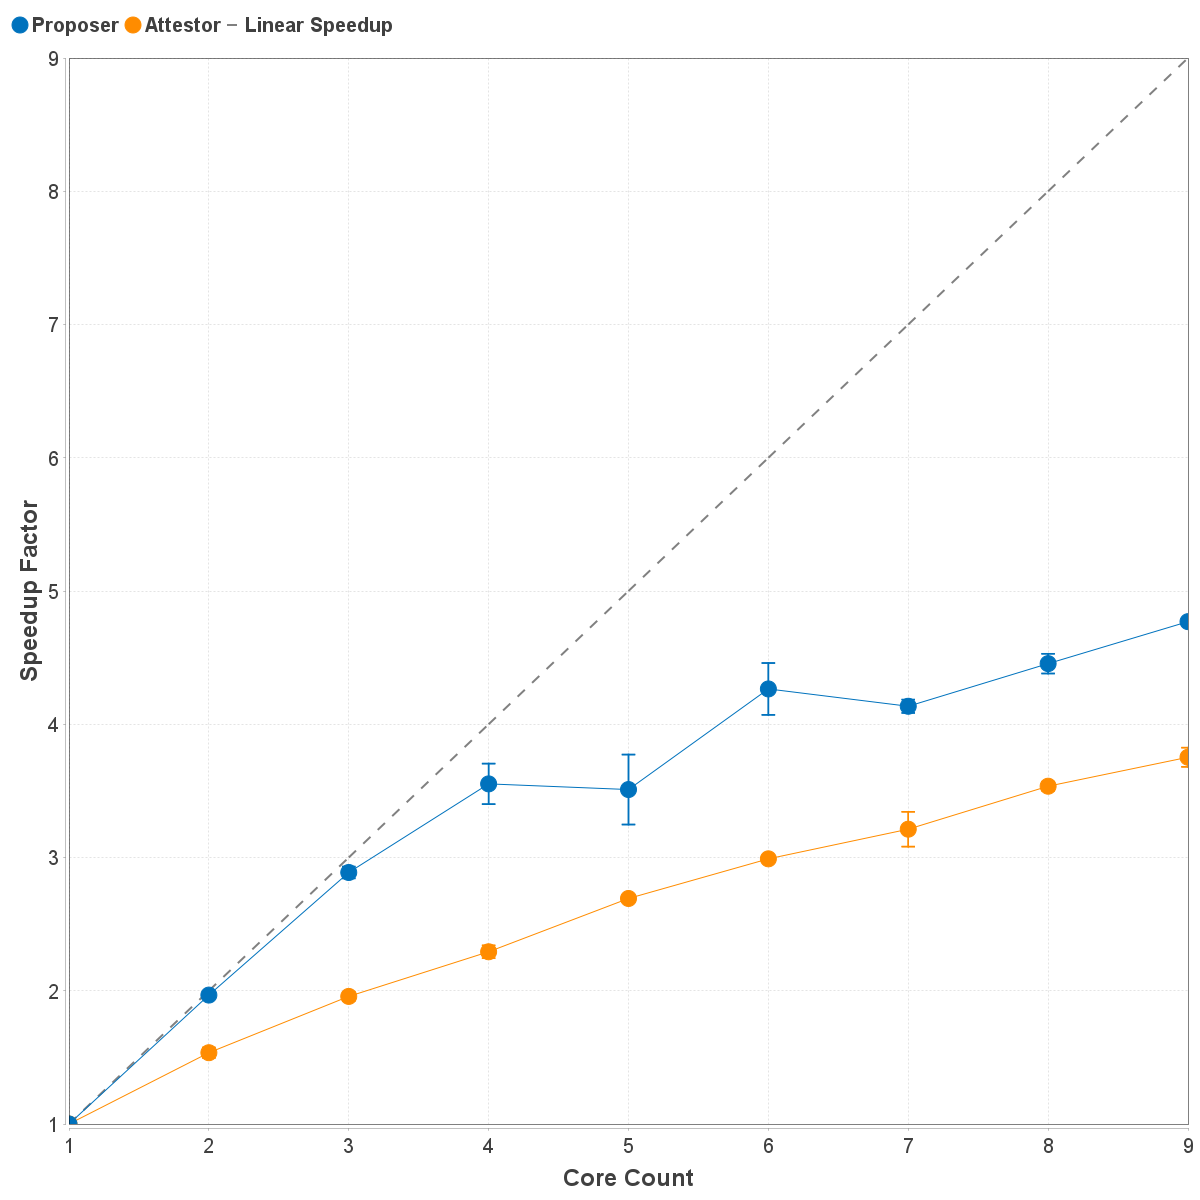 Proposer Attestor – Linear Speedup
9
8
7
6
5
4
3
2
1
Speedup Factor
1 2 3 4 5 6 7 8 9
Core Count